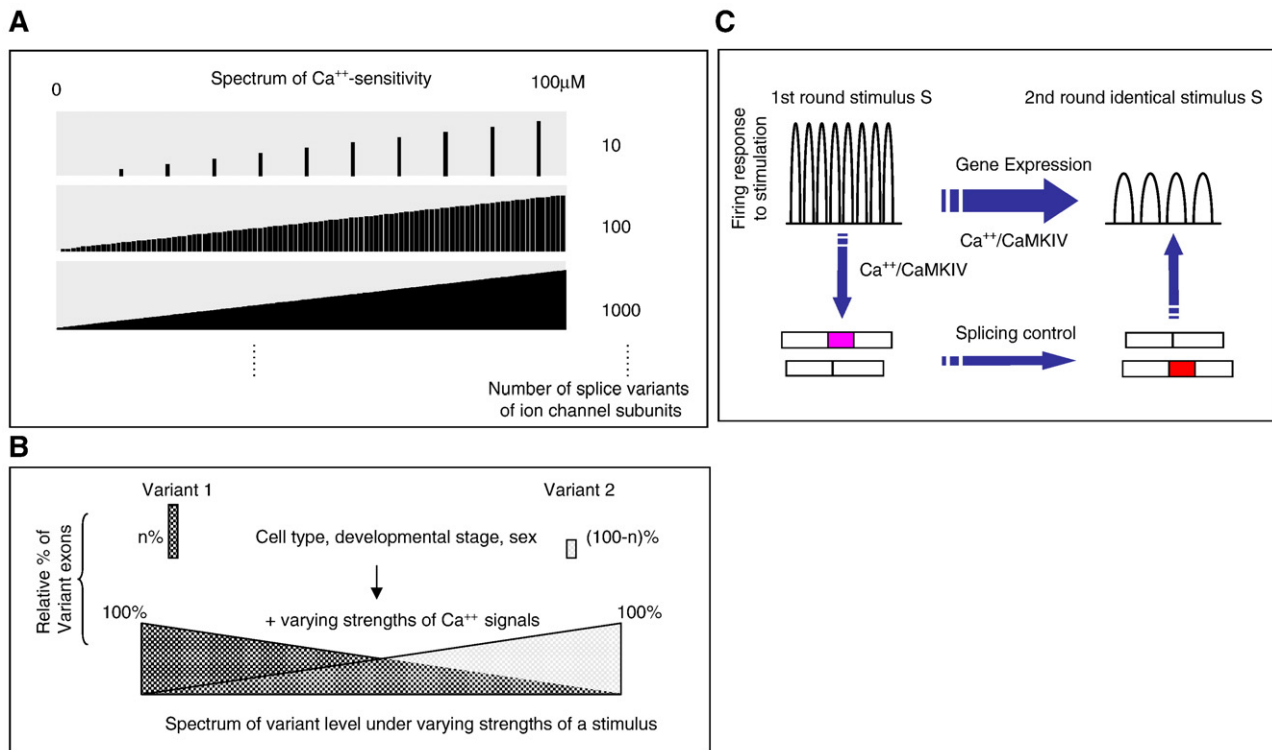 A
Spectrum of Ca⁺⁺-sensitivity
0
100μM
10
100
1000
Number of splice variants
of ion channel subunits
B
Variant 1
Variant 2
Relative % of
Variant exons
n%
Cell type, developmental stage, sex
(100-n)%
100%
+ varying strengths of Ca⁺⁺ signals
100%
Spectrum of variant level under varying strengths of a stimulus
C
1st round stimulus S
2nd round identical stimulus S
Firing response
to stimulation
Gene Expression
Ca⁺⁺/CaMKIV
Ca⁺⁺/CaMKIV
Splicing control